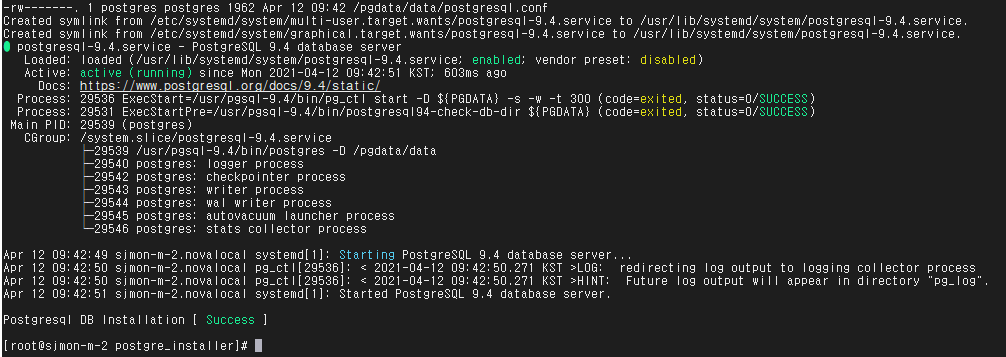 -rw-------. 1 postgres postgres 1962 Apr 12 09:42 /pgdata/data/postgresql.conf
Created symlink from /etc/systemd/system/multi-user.target.wants/postgresql-9.4.service to /usr/lib/systemd/system/postgresql-9.4.service.
Created symlink from /etc/systemd/system/graphical.target.wants/postgresql-9.4.service to /usr/lib/systemd/system/postgresql-9.4.service.
● postgresql-9.4.service - PostgreSQL 9.4 database server
   Loaded: loaded (/usr/lib/systemd/system/postgresql-9.4.service; enabled; vendor preset: disabled)
   Active: active (running) since Mon 2021-04-12 09:42:51 KST; 603ms ago
     Docs: https://www.postgresql.org/docs/9.4/static/
  Process: 29536 ExecStart=/usr/pgsql-9.4/bin/pg_ctl start -D ${PGDATA} -s -w -t 300 (code=exited, status=0/SUCCESS)
  Process: 29531 ExecStartPre=/usr/pgsql-9.4/bin/postgresql94-check-db-dir ${PGDATA} (code=exited, status=0/SUCCESS)
 Main PID: 29539 (postgres)
   CGroup: /system.slice/postgresql-9.4.service
           ├─29539 /usr/pgsql-9.4/bin/postgres -D /pgdata/data
           ├─29540 postgres: logger process
           ├─29542 postgres: checkpointer process
           ├─29543 postgres: writer process
           ├─29544 postgres: wal writer process
           ├─29545 postgres: autovacuum launcher process
           └─29546 postgres: stats collector process
Apr 12 09:42:49 simon-m-2.novalocal systemd[1]: Starting PostgreSQL 9.4 database server...
Apr 12 09:42:50 simon-m-2.novalocal pg_ctl[29536]: < 2021-04-12 09:42:50.271 KST >LOG:  redirecting log output to logging collector process
Apr 12 09:42:50 simon-m-2.novalocal pg_ctl[29536]: < 2021-04-12 09:42:50.271 KST >HINT:  Future log output will appear in directory "pg_log".
Apr 12 09:42:51 simon-m-2.novalocal systemd[1]: Started PostgreSQL 9.4 database server.
Postgresql DB Installation [ Success ]
[root@simon-m-2 postgre_installer]#